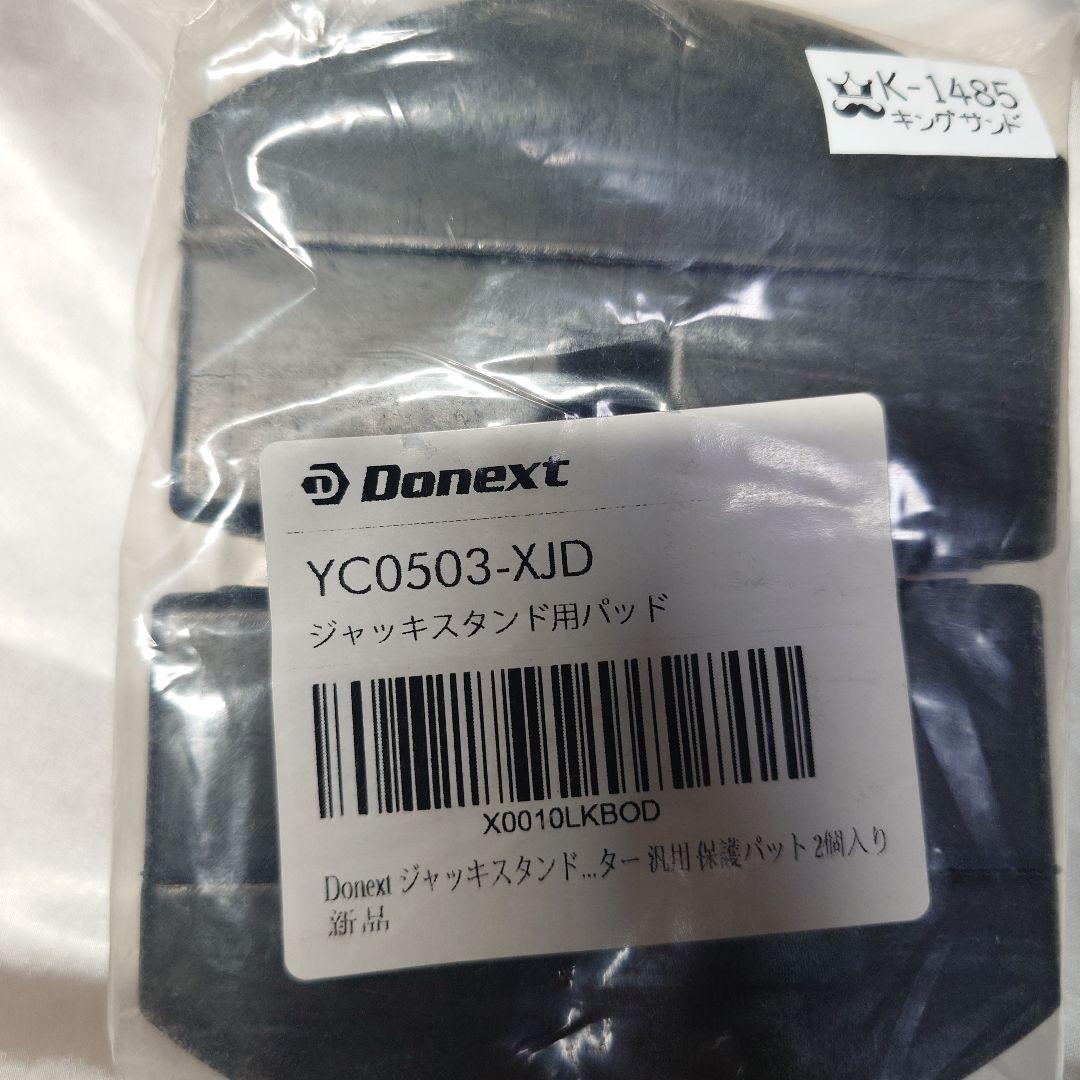 K-1485
キングサンド
Donext
YC0503-XJD
ジャッキスタンド用パッド
X0010LKBOD
Donext ジャッキスタンド...ター 汎用 保護パット 2個入り
新品